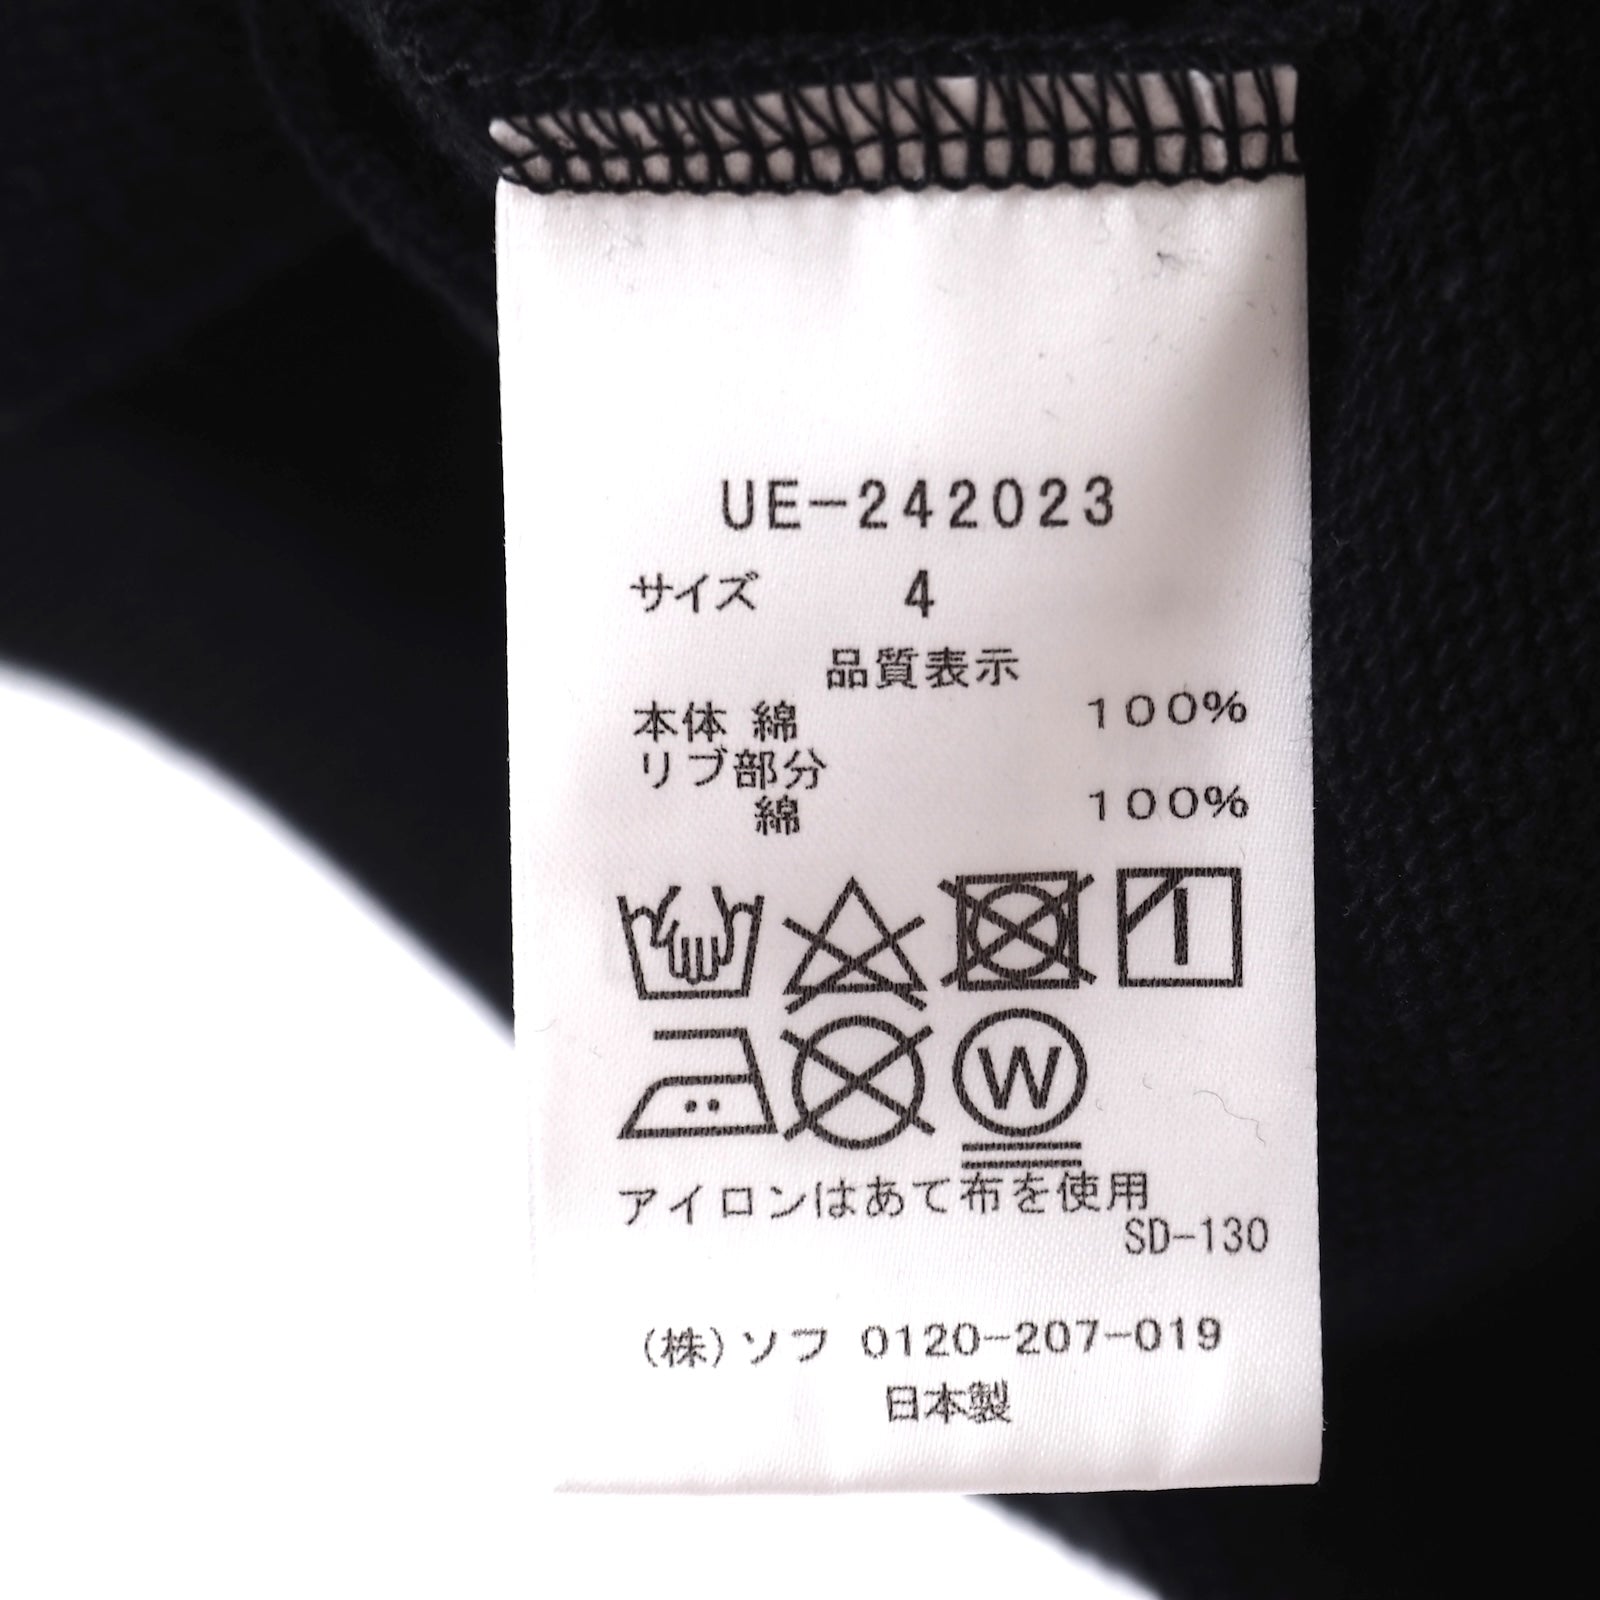 UE-242023
サイズ 4
品質表示
本体 綿 100%
リブ部分
綿 100%
W
アイロンはあて布を使用
SD-130
(株)ソフ 0120-207-019
日本製